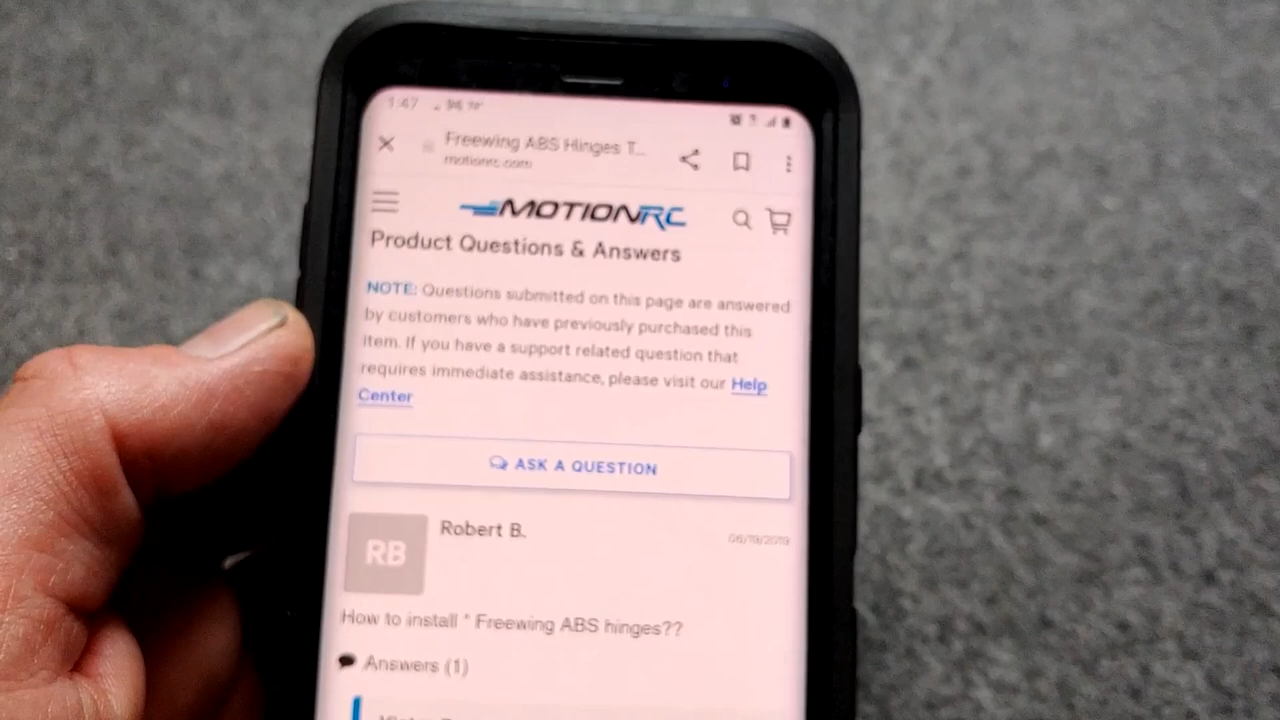 1:47
Freewing ABS Hinges T...
motionrc.com
MOTIONRC
Product Questions & Answers
NOTE: Questions submitted on this page are answered
by customers who have previously purchased this
item. If you have a support related question that
requires immediate assistance, please visit our Help
Center
ASK A QUESTION
Robert B.
RB
How to install " Freewing ABS hinges??
Answers (1)